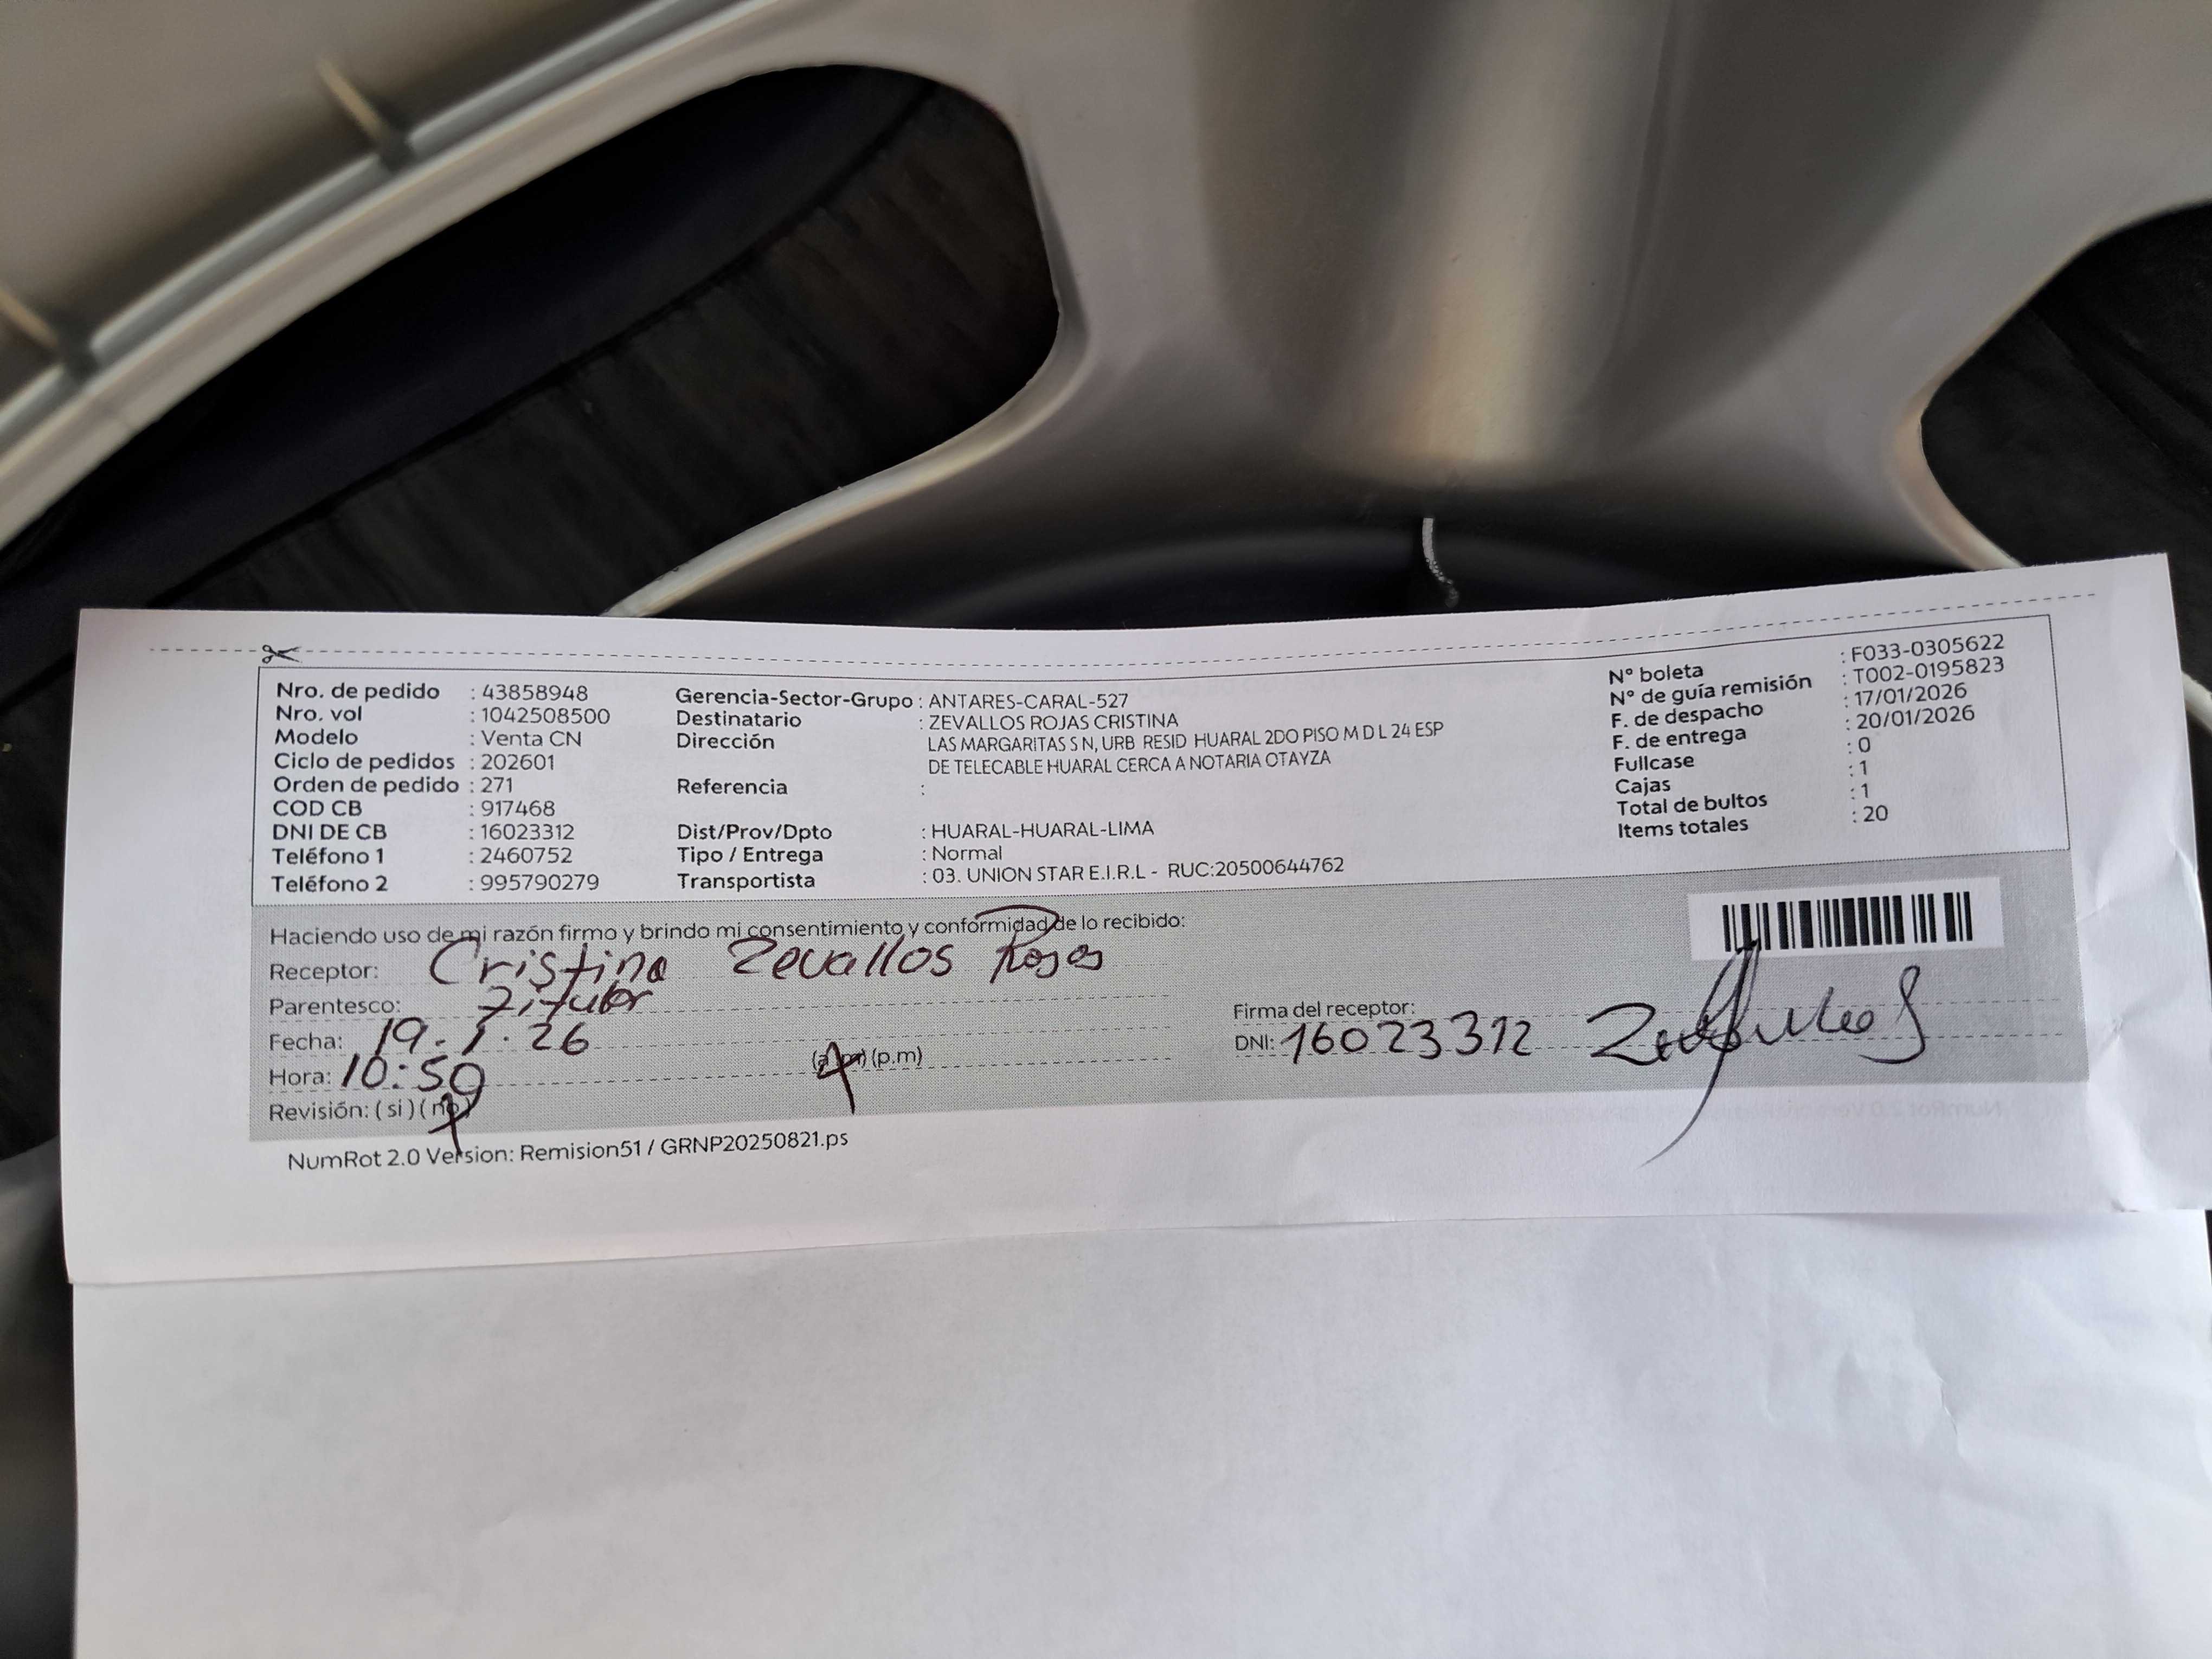 Nro. de pedido : 43858948
Nro. vol : 1042508500
Modelo : Venta CN
Ciclo de pedidos : 202601
Orden de pedido : 271
COD CB : 917468
DNI DE CB : 16023312
Teléfono 1 : 2460752
Teléfono 2 : 995790279
Gerencia-Sector-Grupo : ANTARES-CARAL-527
Destinatario : ZEVALLOS ROJAS CRISTINA
Dirección LAS MARGARITAS S N, URB RESID HUARAL 2DO PISO M D L 24 ESP
DE TELECABLE HUARAL CERCA A NOTARIA OTAYZA
Referencia :
Dist/Prov/Dpto : HUARAL-HUARAL-LIMA
Tipo / Entrega : Normal
Transportista : 03. UNION STAR E.I.R.L - RUC:20500644762
N° boleta : F033-0305622
N° de guía remisión : T002-0195823
F. de despacho : 17/01/2026
F. de entrega : 20/01/2026
Fullcase : 0
Cajas : 1
Total de bultos : 1
Items totales : 20
Haciendo uso de mi razón firmo y brindo mi consentimiento y conformidad de lo recibido:
Receptor: Cristina Zevallos Rojas
Parentesco: Titular
Fecha: 19.1.26
Hora: 10:50 (a.m) (p.m)
Revisión: ( si ) ( no )
Firma del receptor:
DNI: 16023312 Zevallos
NumRot 2.0 Version: Remision51 / GRNP20250821.ps